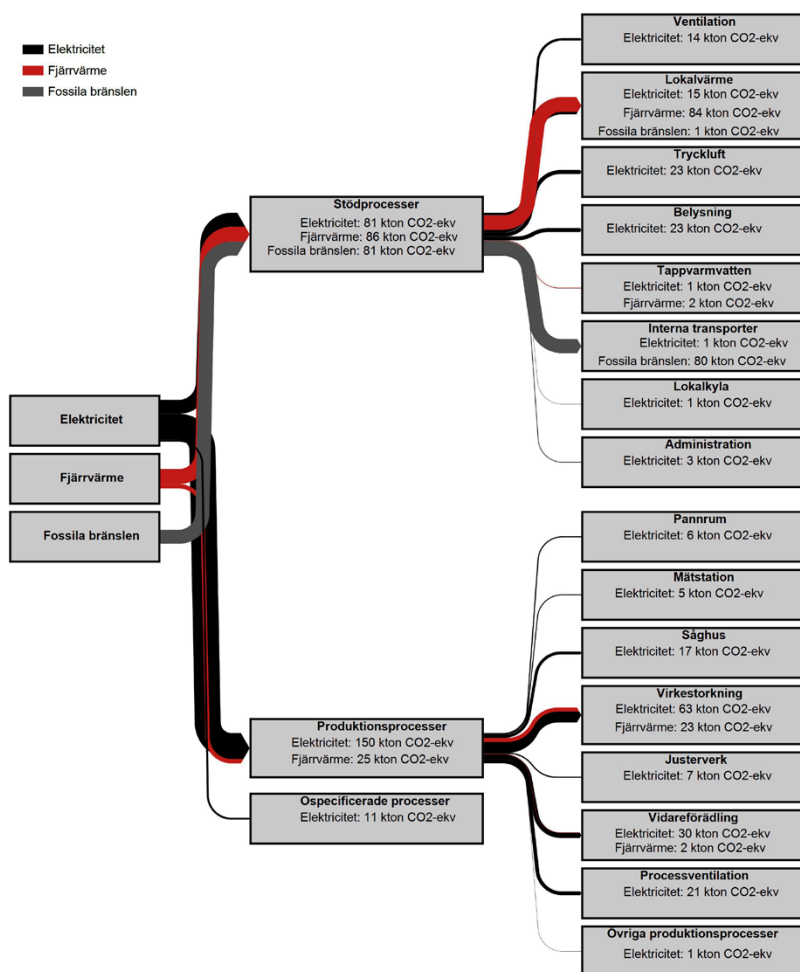 Elektricitet
Fjärrvärme
Fossila bränslen
Elektricitet
Fjärrvärme
Fossila bränslen
Stödprocesser
Elektricitet: 81 kton CO2-ekv
Fjärrvärme: 86 kton CO2-ekv
Fossila bränslen: 81 kton CO2-ekv
Produktionsprocesser
Elektricitet: 150 kton CO2-ekv
Fjärrvärme: 25 kton CO2-ekv
Ospecificerade processer
Elektricitet: 11 kton CO2-ekv
Ventilation
Elektricitet: 14 kton CO2-ekv
Lokalvärme
Elektricitet: 15 kton CO2-ekv
Fjärrvärme: 84 kton CO2-ekv
Fossila bränslen: 1 kton CO2-ekv
Tryckluft
Elektricitet: 23 kton CO2-ekv
Belysning
Elektricitet: 23 kton CO2-ekv
Tappvarmvatten
Elektricitet: 1 kton CO2-ekv
Fjärrvärme: 2 kton CO2-ekv
Interna transporter
Elektricitet: 1 kton CO2-ekv
Fossila bränslen: 80 kton CO2-ekv
Lokalkyla
Elektricitet: 1 kton CO2-ekv
Administration
Elektricitet: 3 kton CO2-ekv
Pannrum
Elektricitet: 6 kton CO2-ekv
Mätstation
Elektricitet: 5 kton CO2-ekv
Såghus
Elektricitet: 17 kton CO2-ekv
Virkestorkning
Elektricitet: 63 kton CO2-ekv
Fjärrvärme: 23 kton CO2-ekv
Justerverk
Elektricitet: 7 kton CO2-ekv
Vidareförädling
Elektricitet: 30 kton CO2-ekv
Fjärrvärme: 2 kton CO2-ekv
Processventilation
Elektricitet: 21 kton CO2-ekv
Övriga produktionsprocesser
Elektricitet: 1 kton CO2-ekv